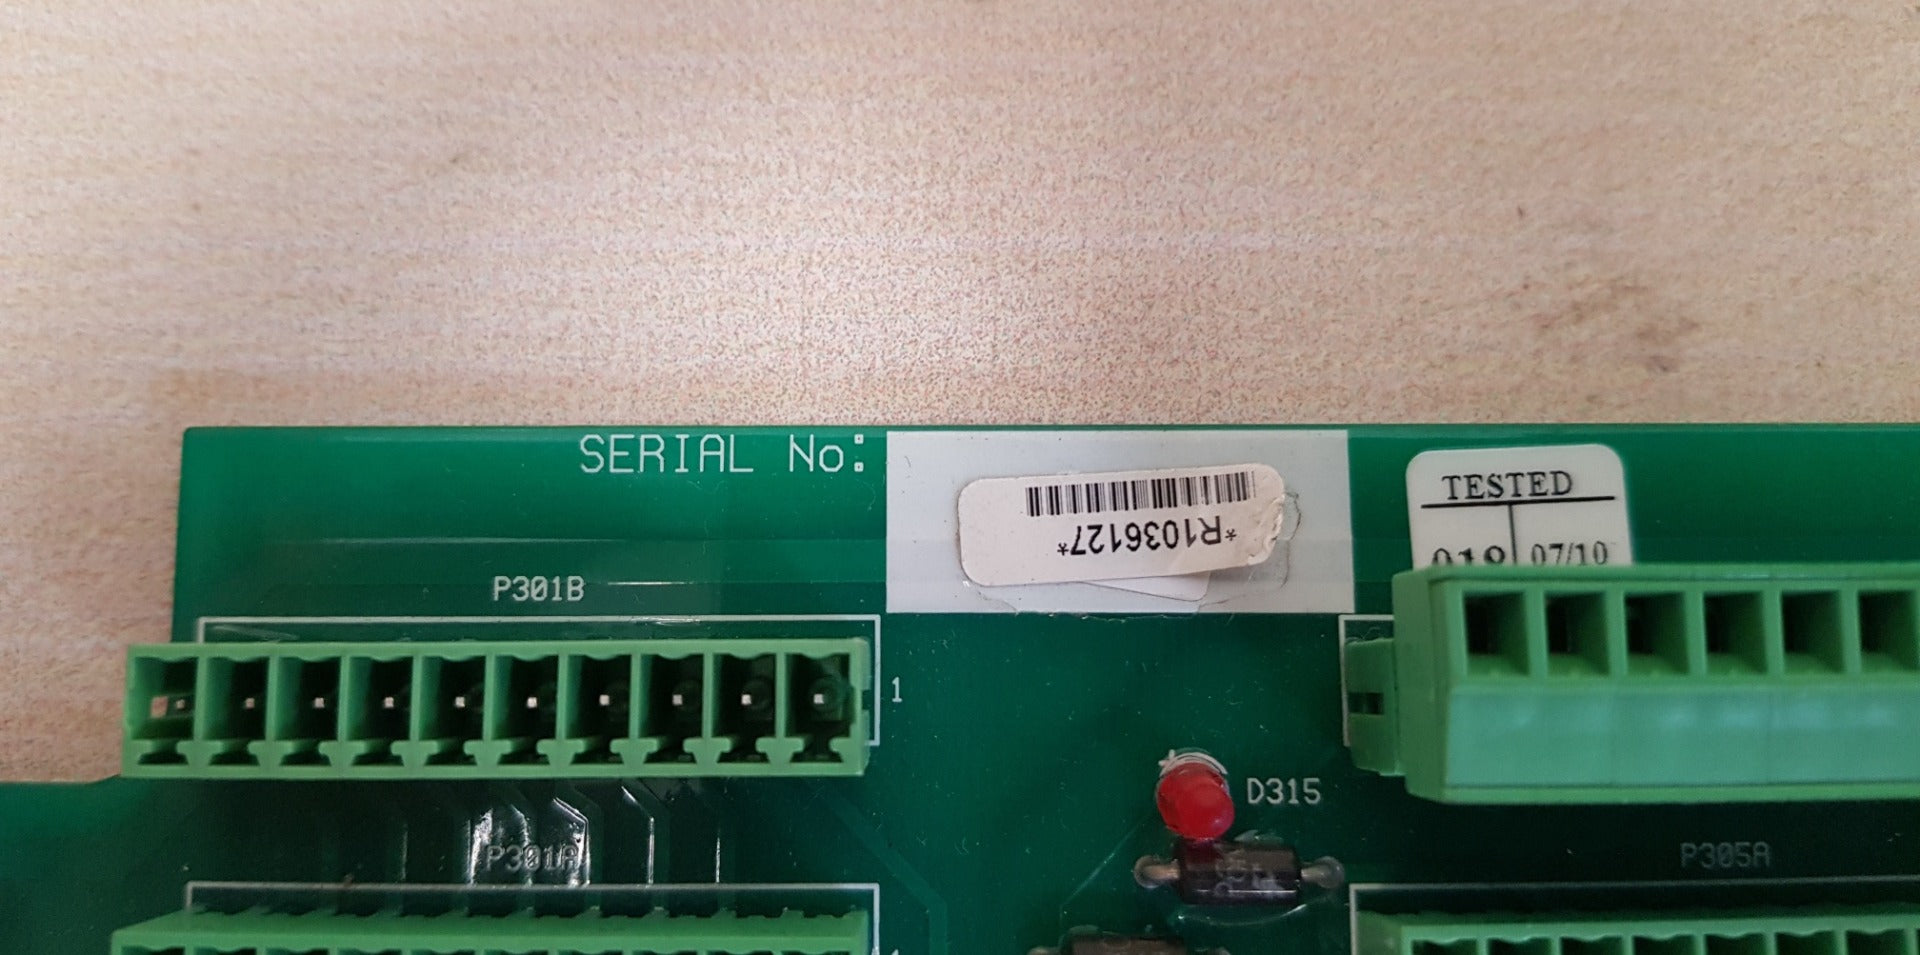 SERIAL No:
*R1036127*
TESTED
07/10
P301B
1
D315
P301A
P305A